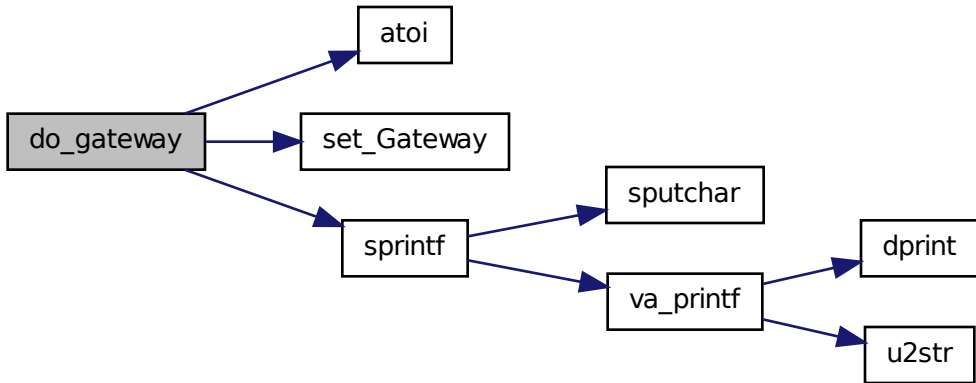 do_gateway
atoi
set_Gateway
sprintf
sputchar
va_printf
dprint
u2str